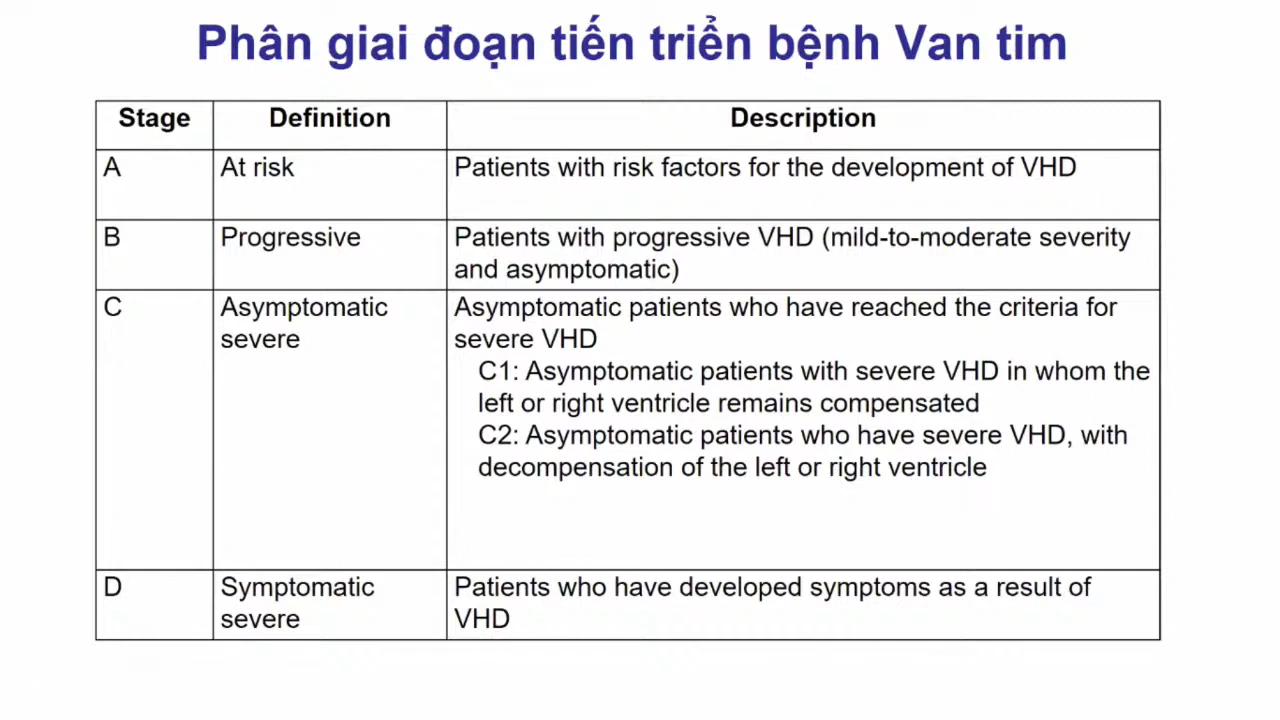 Phân giai đoạn tiến triển bệnh Van tim
Stage Definition Description
A At risk Patients with risk factors for the development of VHD
B Progressive Patients with progressive VHD (mild-to-moderate severity
and asymptomatic)
C Asymptomatic Asymptomatic patients who have reached the criteria for
severe severe VHD
C1: Asymptomatic patients with severe VHD in whom the
left or right ventricle remains compensated
C2: Asymptomatic patients who have severe VHD, with
decompensation of the left or right ventricle
D Symptomatic Patients who have developed symptoms as a result of
severe VHD